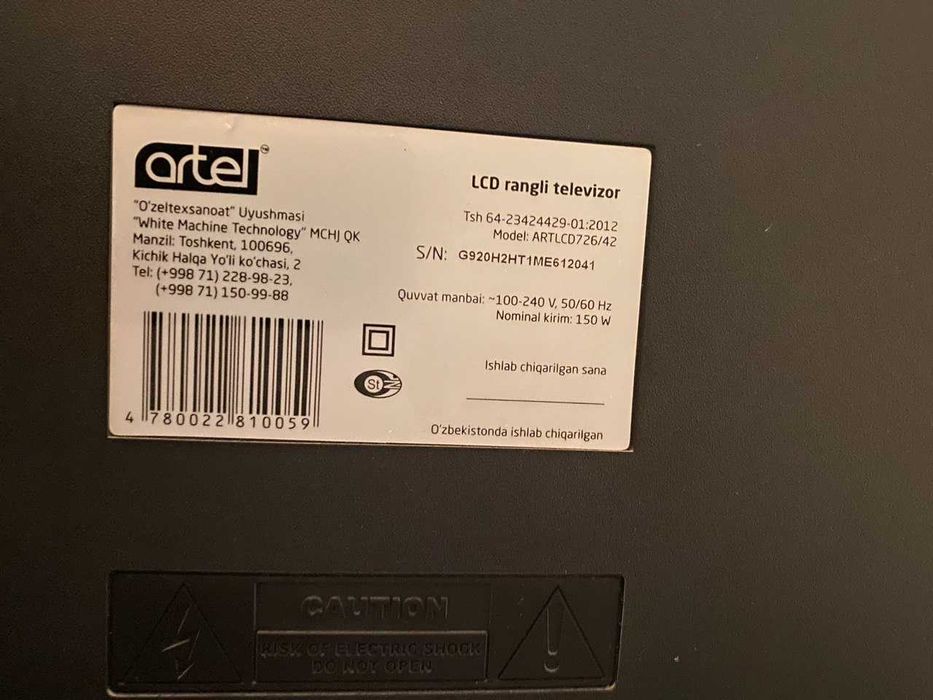 artel™
"O'zeltexsanoat" Uyushmasi
"White Machine Technology" MCHJ QK
Manzil: Toshkent, 100696,
Kichik Halqa Yo'li ko'chasi, 2
Tel: (+998 71) 228-98-23,
(+998 71) 150-99-88
4 780022 810059
LCD rangli televizor
Tsh 64-23424429-01:2012
Model: ARTLCD726/42
S/N: G920H2HT1ME612041
Quvvat manbai: ~100-240 V, 50/60 Hz
Nominal kirim: 150 W
St
Ishlab chiqarilgan sana
O'zbekistonda ishlab chiqarilgan
CAUTION
RISK OF ELECTRIC SHOCK
DO NOT OPEN